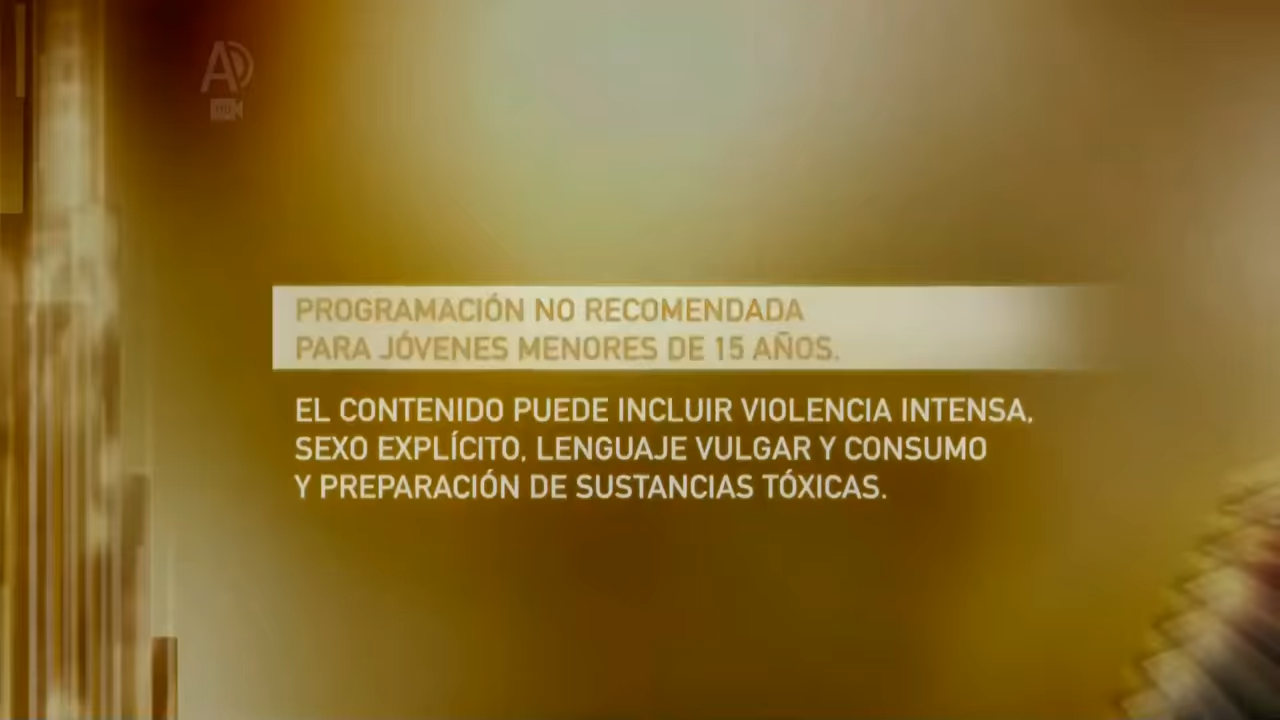 HD
PROGRAMACIÓN NO RECOMENDADA
PARA JÓVENES MENORES DE 15 AÑOS.
EL CONTENIDO PUEDE INCLUIR VIOLENCIA INTENSA,
SEXO EXPLÍCITO, LENGUAJE VULGAR Y CONSUMO
Y PREPARACIÓN DE SUSTANCIAS TÓXICAS.